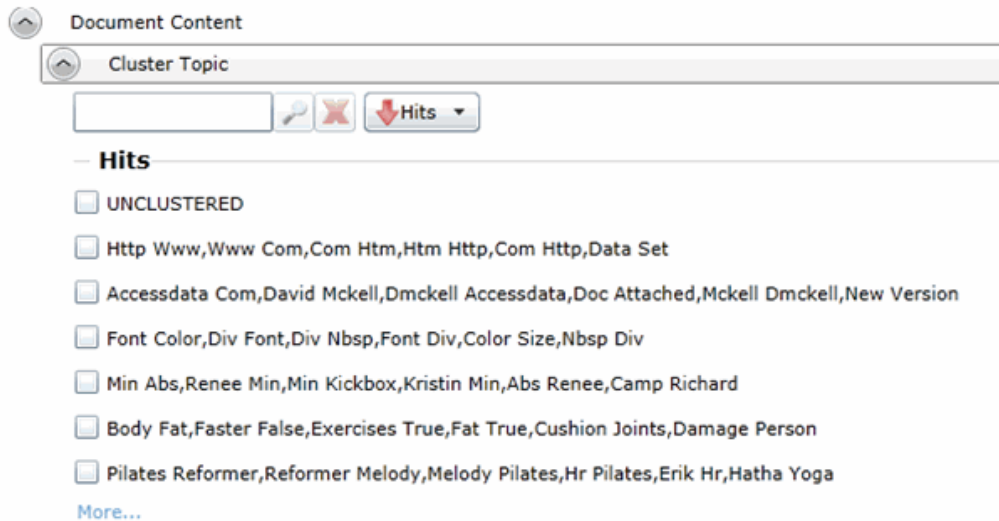 Document Content
Cluster Topic
Hits
Hits
UNCLUSTERED
Http Www,Www Com,Com Htm,Htm Http,Com Http,Data Set
Accessdata Com,David Mckell,Dmckell Accessdata,Doc Attached,Mckell Dmckell,New Version
Font Color,Div Font,Div Nbsp,Font Div,Color Size,Nbsp Div
Min Abs,Renee Min,Min Kickbox,Kristin Min,Abs Renee,Camp Richard
Body Fat,Faster False,Exercises True,Fat True,Cushion Joints,Damage Person
Pilates Reformer,Reformer Melody,Melody Pilates,Hr Pilates,Erik Hr,Hatha Yoga
More...